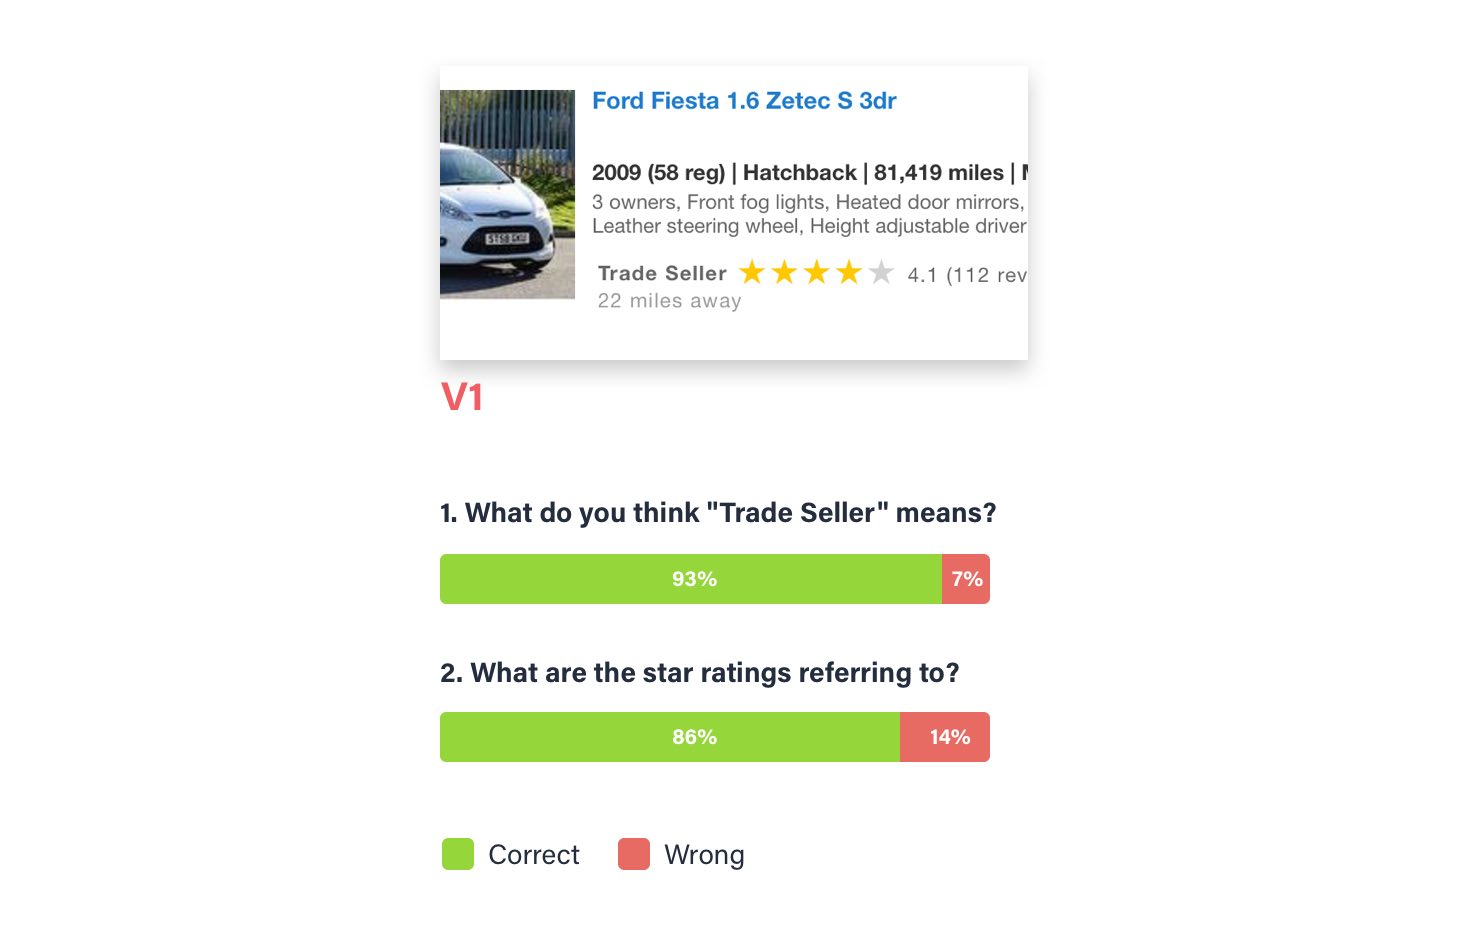 Ford Fiesta 1.6 Zetec S 3dr
2009 (58 reg) | Hatchback | 81,419 miles |
3 owners, Front fog lights, Heated door mirrors,
Leather steering wheel, Height adjustable driver
Trade Seller 4.1 (112 rev
22 miles away
V1
1. What do you think "Trade Seller" means?
93% 7%
2. What are the star ratings referring to?
86% 14%
Correct Wrong